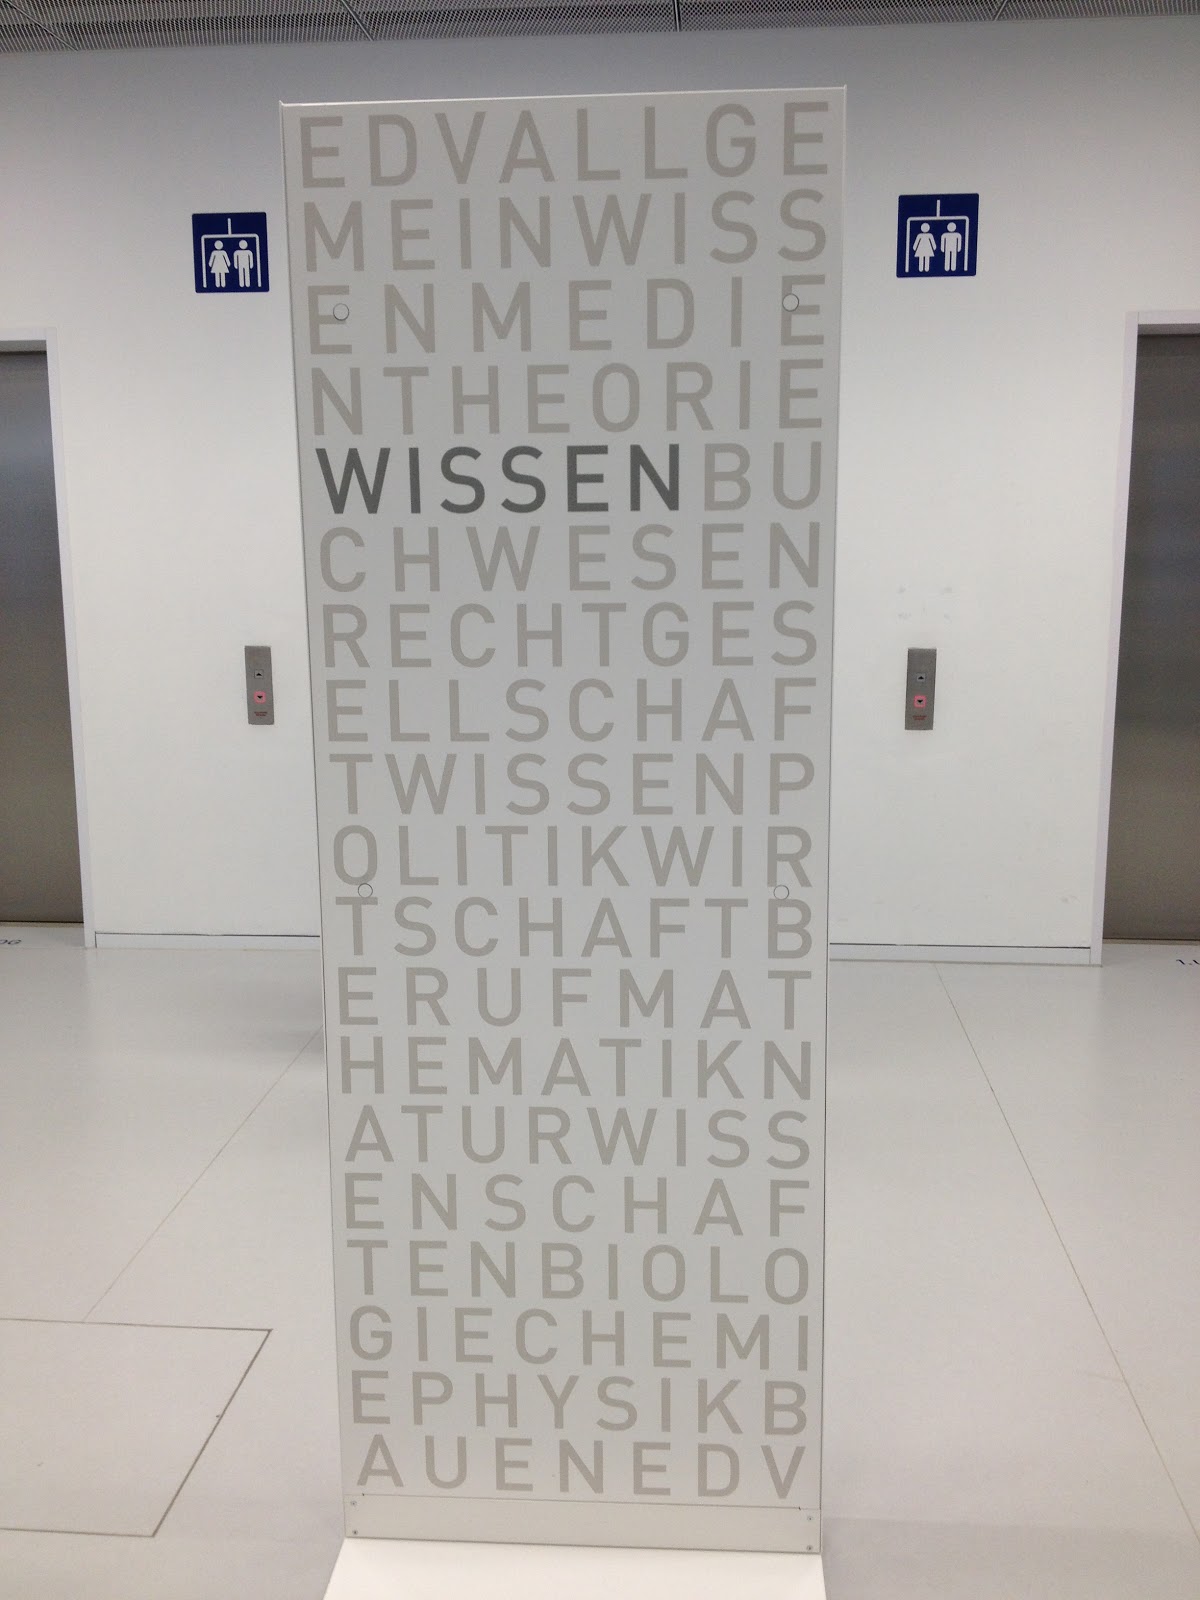 EDVALLGE
MEINWISS
ENMEDIE
NTHEORIE
WISSENBU
CHWESEN
RECHTGES
ELLSCHAF
TWISSENP
OLITIKWIR
TSCHAFTB
ERUFMAT
HEMATIKN
ATURWISS
ENSCHAF
TENBIOLO
GIECHEMI
EPHYSIKB
AUENEDV